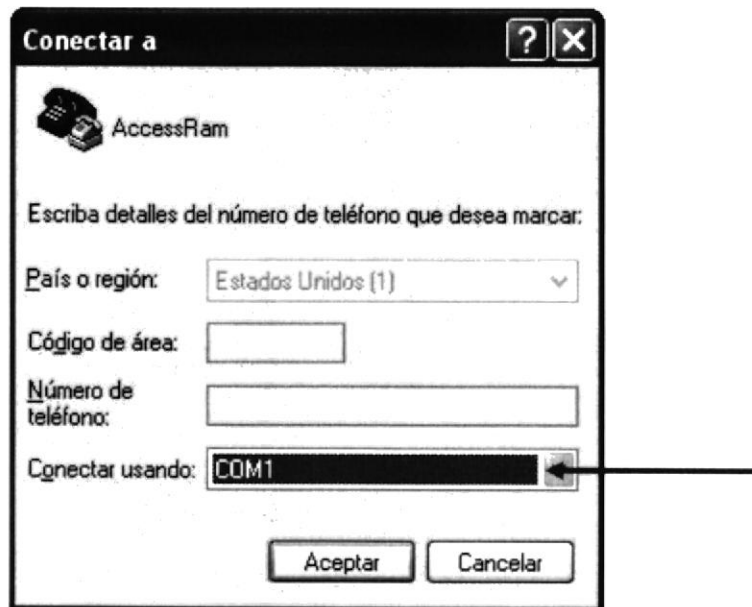 Conectar a
AccessRam
Escriba detalles del número de teléfono que desea marcar:
País o región: Estados Unidos (1)
Código de área:
Número de
teléfono:
Conectar usando: COM1
Aceptar Cancelar